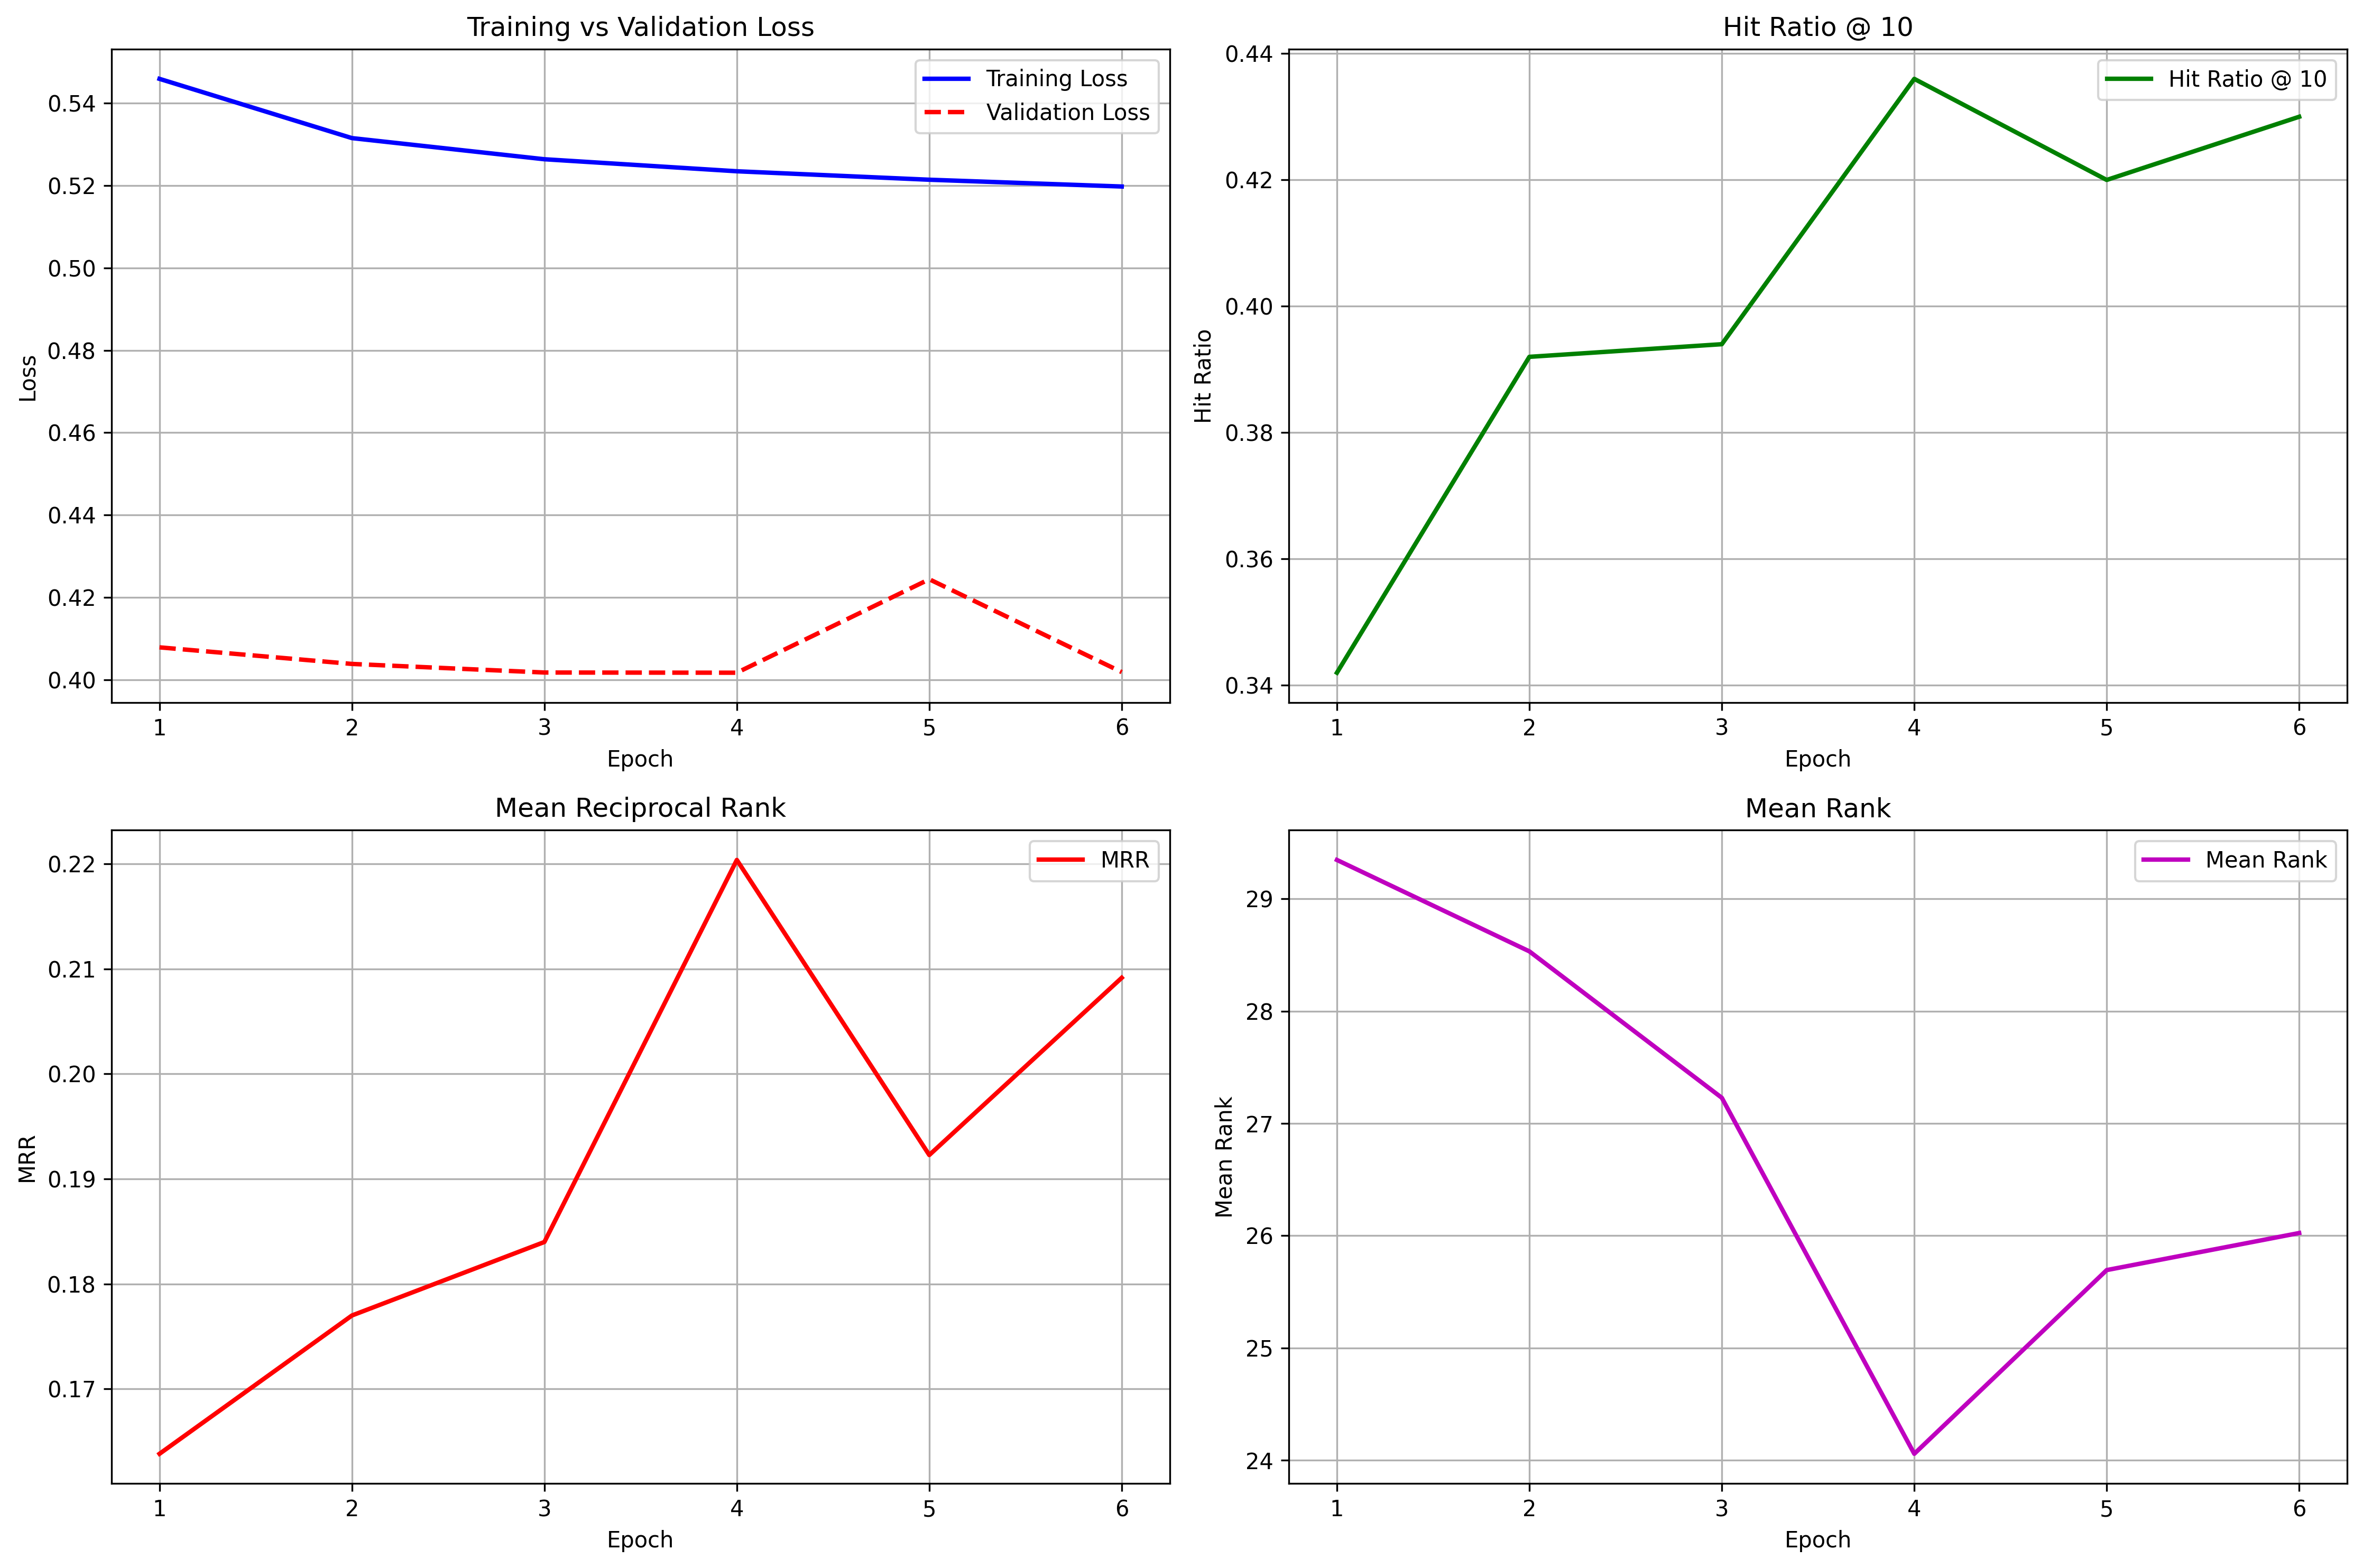 Training vs Validation Loss
Training Loss
Validation Loss
0.54
0.52
0.50
0.48
0.46
0.44
0.42
0.40
Loss
1 2 3 4 5 6
Epoch
Hit Ratio @ 10
Hit Ratio @ 10
0.44
0.42
0.40
0.38
0.36
0.34
Hit Ratio
1 2 3 4 5 6
Epoch
Mean Reciprocal Rank
MRR
0.22
0.21
0.20
0.19
0.18
0.17
MRR
1 2 3 4 5 6
Epoch
Mean Rank
Mean Rank
29
28
27
26
25
24
Mean Rank
1 2 3 4 5 6
Epoch